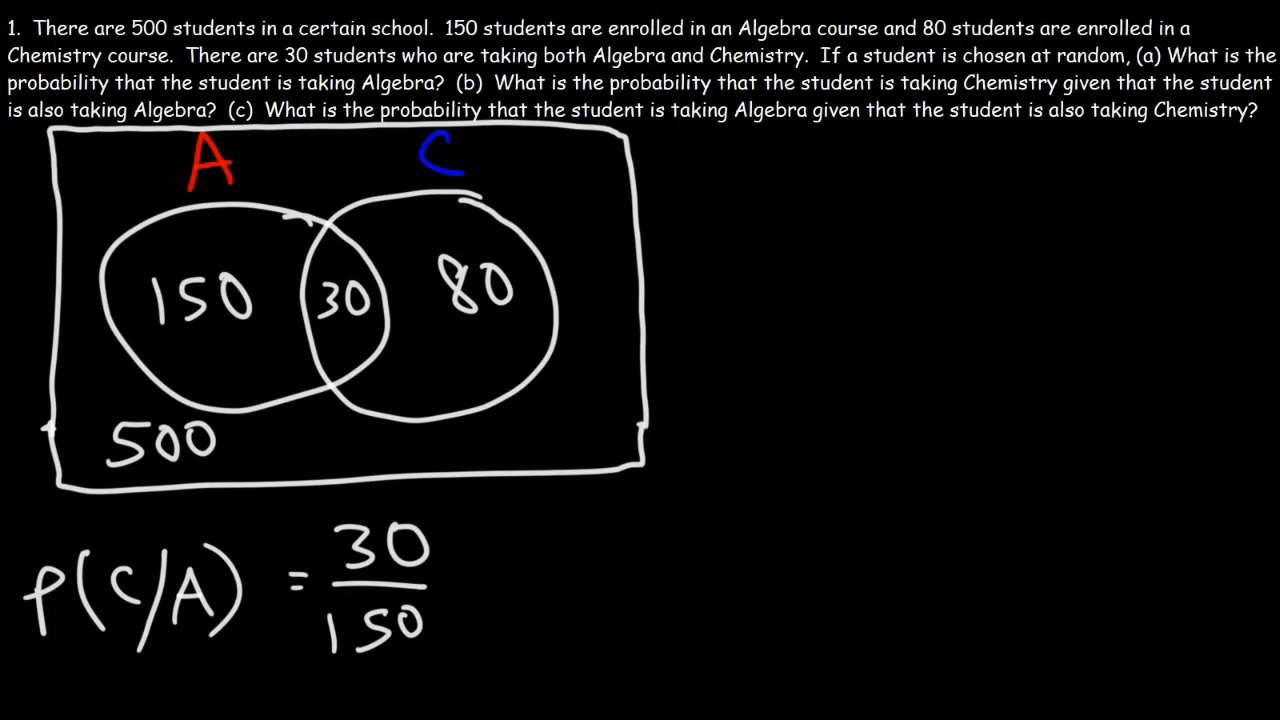 1. There are 500 students in a certain school. 150 students are enrolled in an Algebra course and 80 students are enrolled in a
Chemistry course. There are 30 students who are taking both Algebra and Chemistry. If a student is chosen at random, (a) What is the
probability that the student is taking Algebra? (b) What is the probability that the student is taking Chemistry given that the student
is also taking Algebra? (c) What is the probability that the student is taking Algebra given that the student is also taking Chemistry?
A C
150 30 80
500
P(C/A) = 30/150